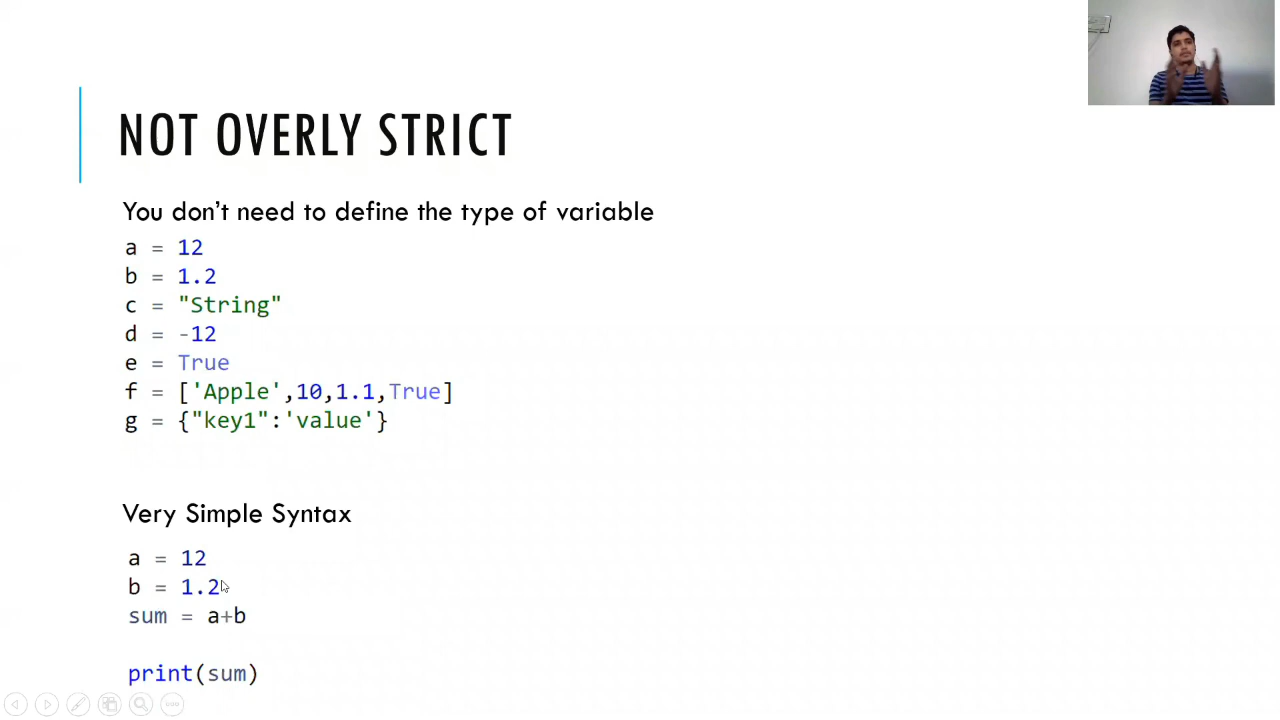 NOT OVERLY STRICT
You don't need to define the type of variable
a = 12
b = 1.2
c = "String"
d = -12
e = True
f = ['Apple',10,1.1,True]
g = {"key1":'value'}
Very Simple Syntax
a = 12
b = 1.2
sum = a+b
print(sum)